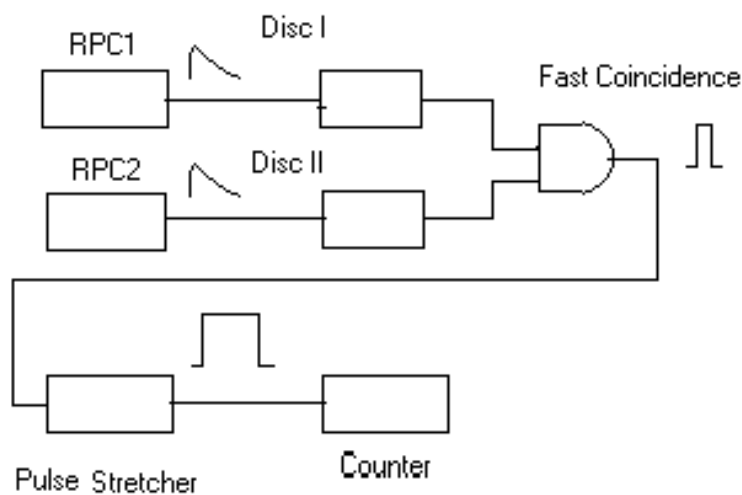 Disc I
RPC1
Fast Coincidence
RPC2
Disc II
Pulse Stretcher
Counter